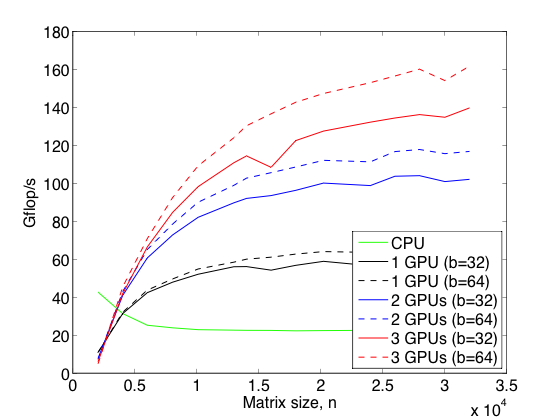 180
160
140
120
100
80
60
40
20
0
Gflop/s
CPU
1 GPU (b=32)
1 GPU (b=64)
2 GPUs (b=32)
2 GPUs (b=64)
3 GPUs (b=32)
3 GPUs (b=64)
0 0.5 1 1.5 2 2.5 3 3.5
Matrix size, n
x 10^4